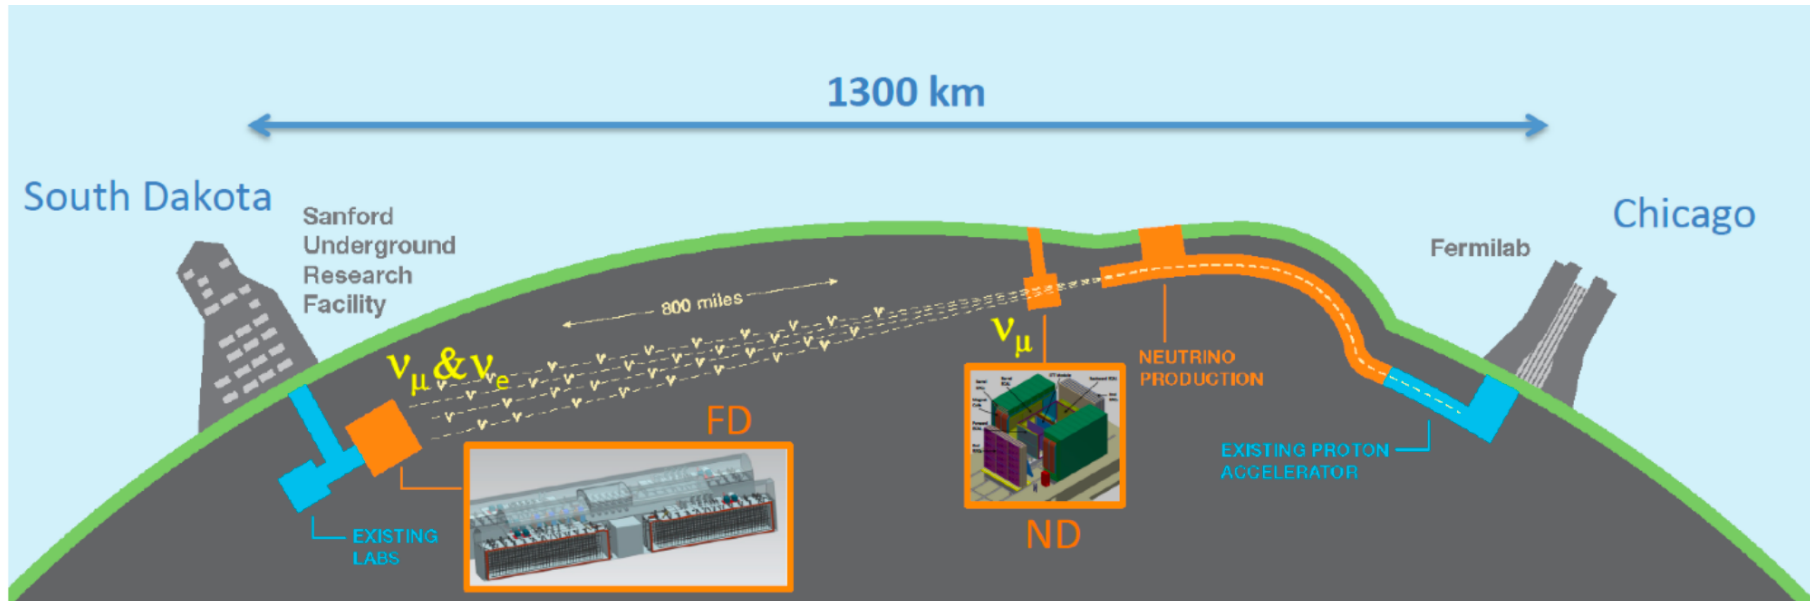 1300 km
South Dakota
Sanford
Underground
Research
Facility
Chicago
Fermilab
800 miles
νμ & νe
νμ
NEUTRINO
PRODUCTION
FD
EXISTING PROTON
ACCELERATOR
ND
EXISTING
LABS